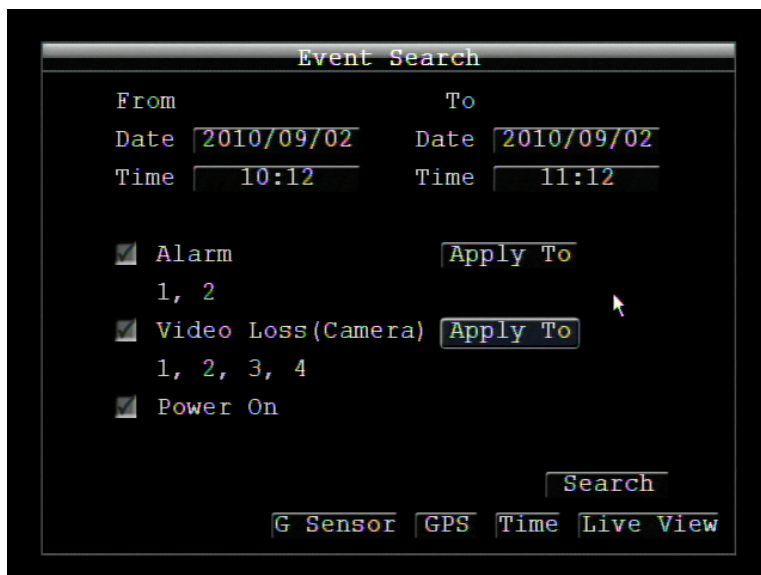 Event Search
From To
Date 2010/09/02 Date 2010/09/02
Time 10:12 Time 11:12
Alarm Apply To
1, 2
Video Loss(Camera) Apply To
1, 2, 3, 4
Power On
Search
G Sensor GPS Time Live View